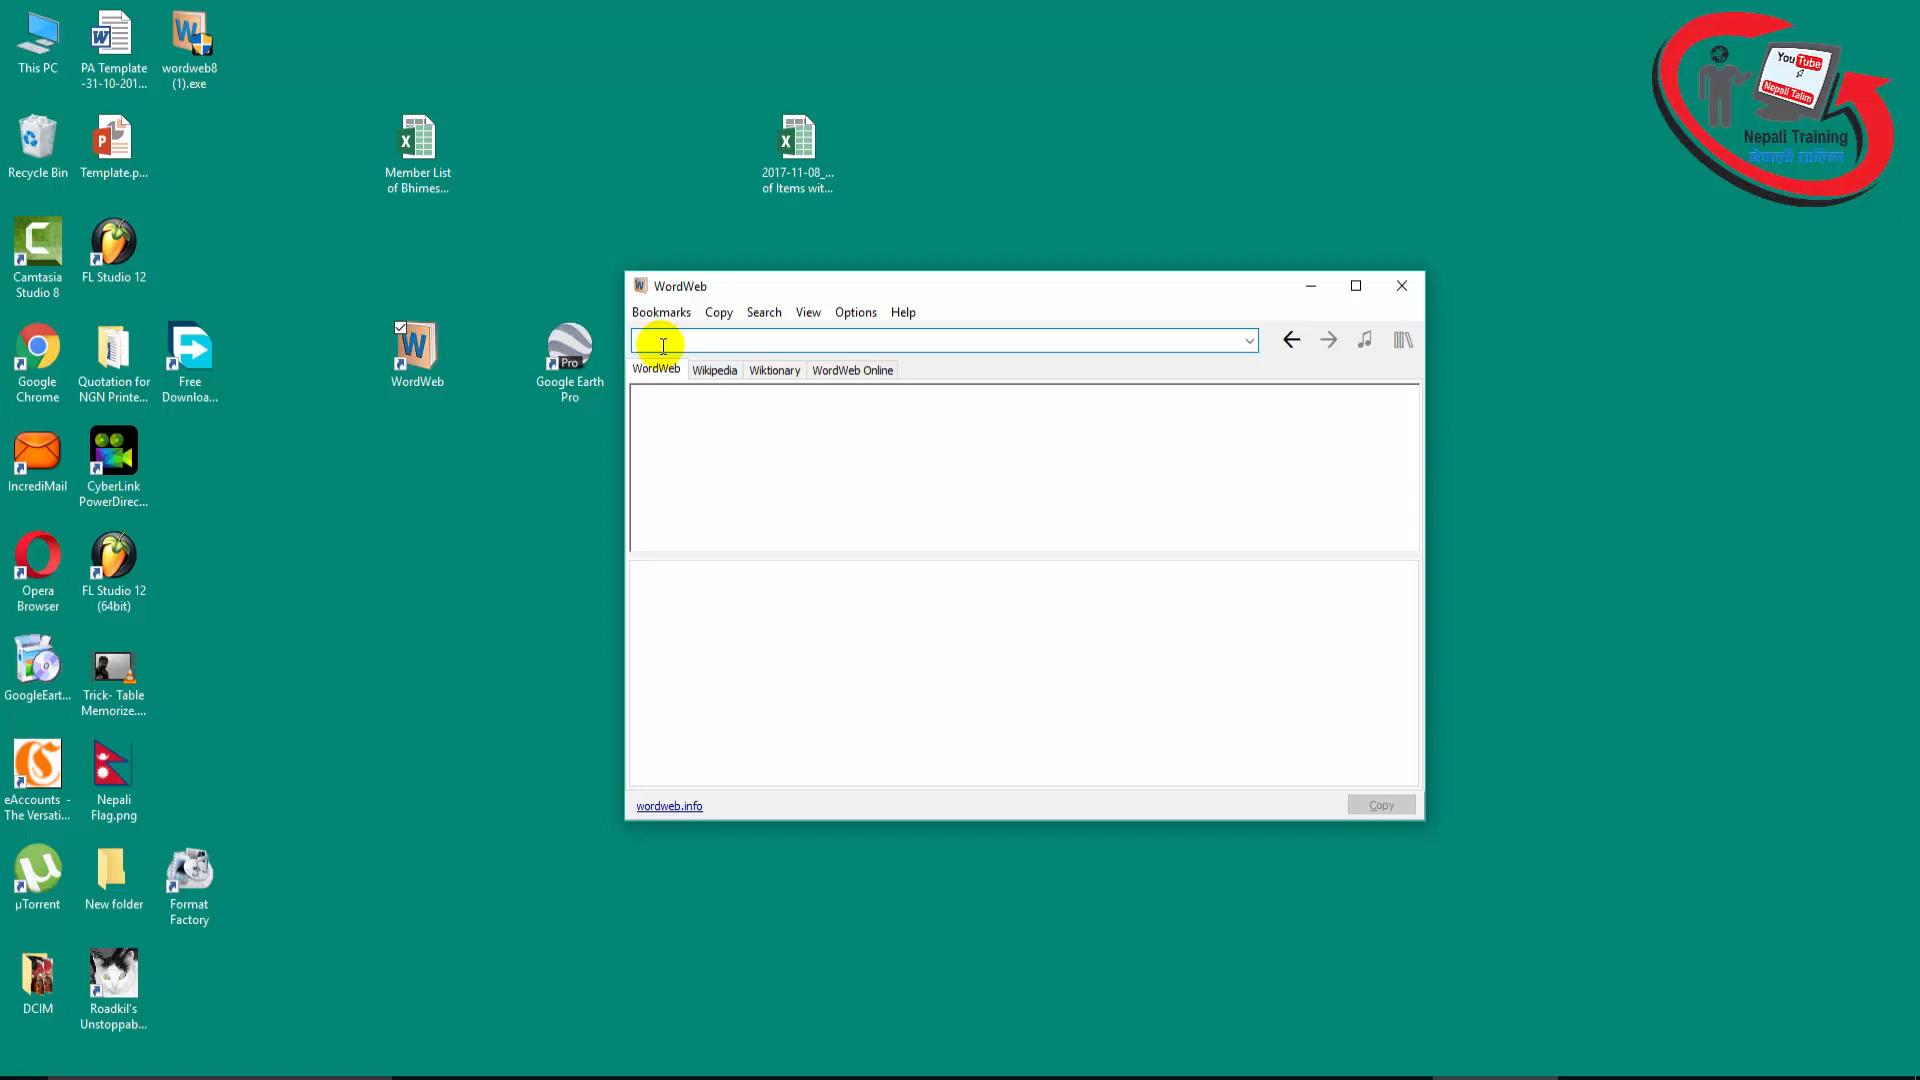 This PC
PA Template
-31-10-201...
wordweb8
(1).exe
You Tube
Nepali Talim
Nepali Training
नेपाली तालिम
Recycle Bin
Template.p...
Member List
of Bhimes...
2017-11-08_...
of Items wit...
Camtasia
Studio 8
FL Studio 12
WordWeb
Bookmarks Copy Search View Options Help
WordWeb Wikipedia Wiktionary WordWeb Online
Google
Chrome
Quotation for
NGN Printe...
Free
Downloa...
WordWeb
Pro
Google Earth
Pro
IncrediMail
CyberLink
PowerDirec...
Opera
Browser
FL Studio 12
(64bit)
GoogleEart...
Trick- Table
Memorize....
eAccounts -
The Versati...
Nepali
Flag.png
wordweb.info
Copy
µTorrent
New folder
Format
Factory
DCIM
Roadkil's
Unstoppab...